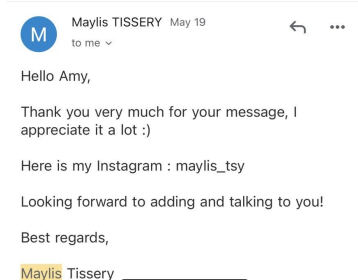 Maylis TISSERY May 19
M
to me
Hello Amy,
Thank you very much for your message, I
appreciate it a lot :)
Here is my Instagram : maylis_tsy
Looking forward to adding and talking to you!
Best regards,
Maylis Tissery